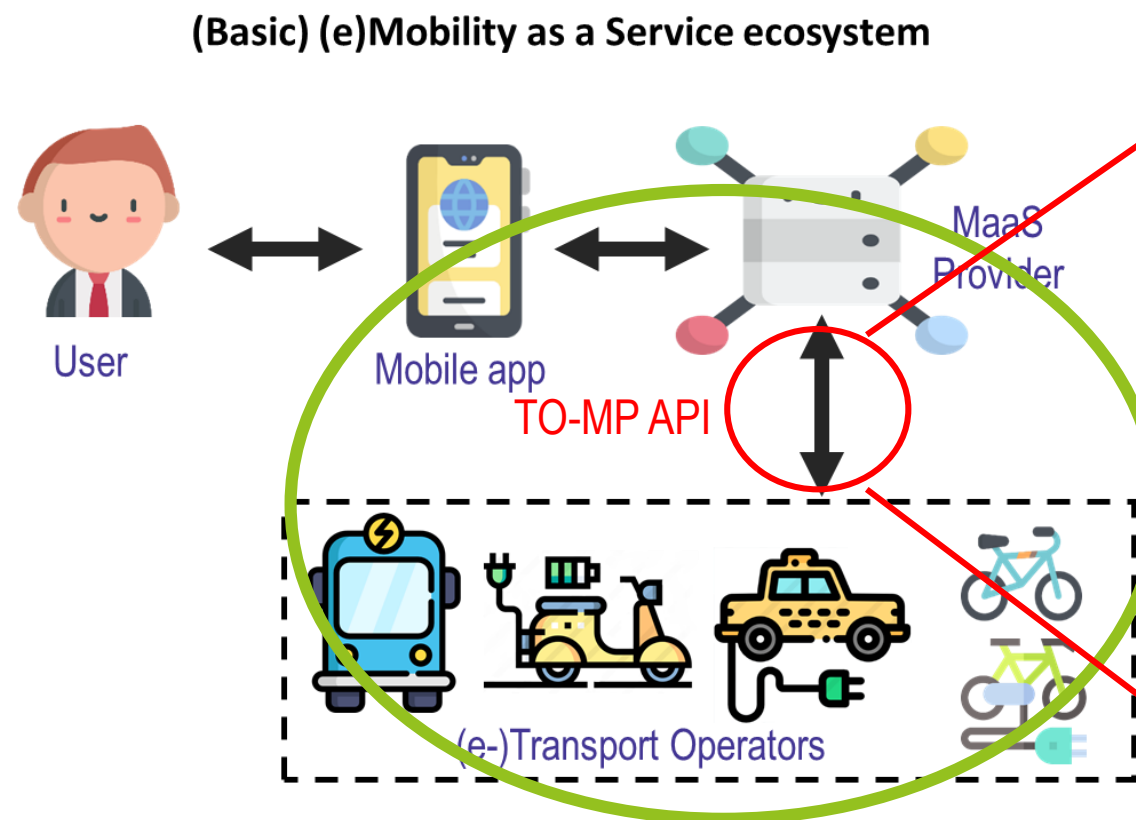 (Basic) (e)Mobility as a Service ecosystem
MaaS
Provider
User
Mobile app
TO-MP API
(e-)Transport Operators